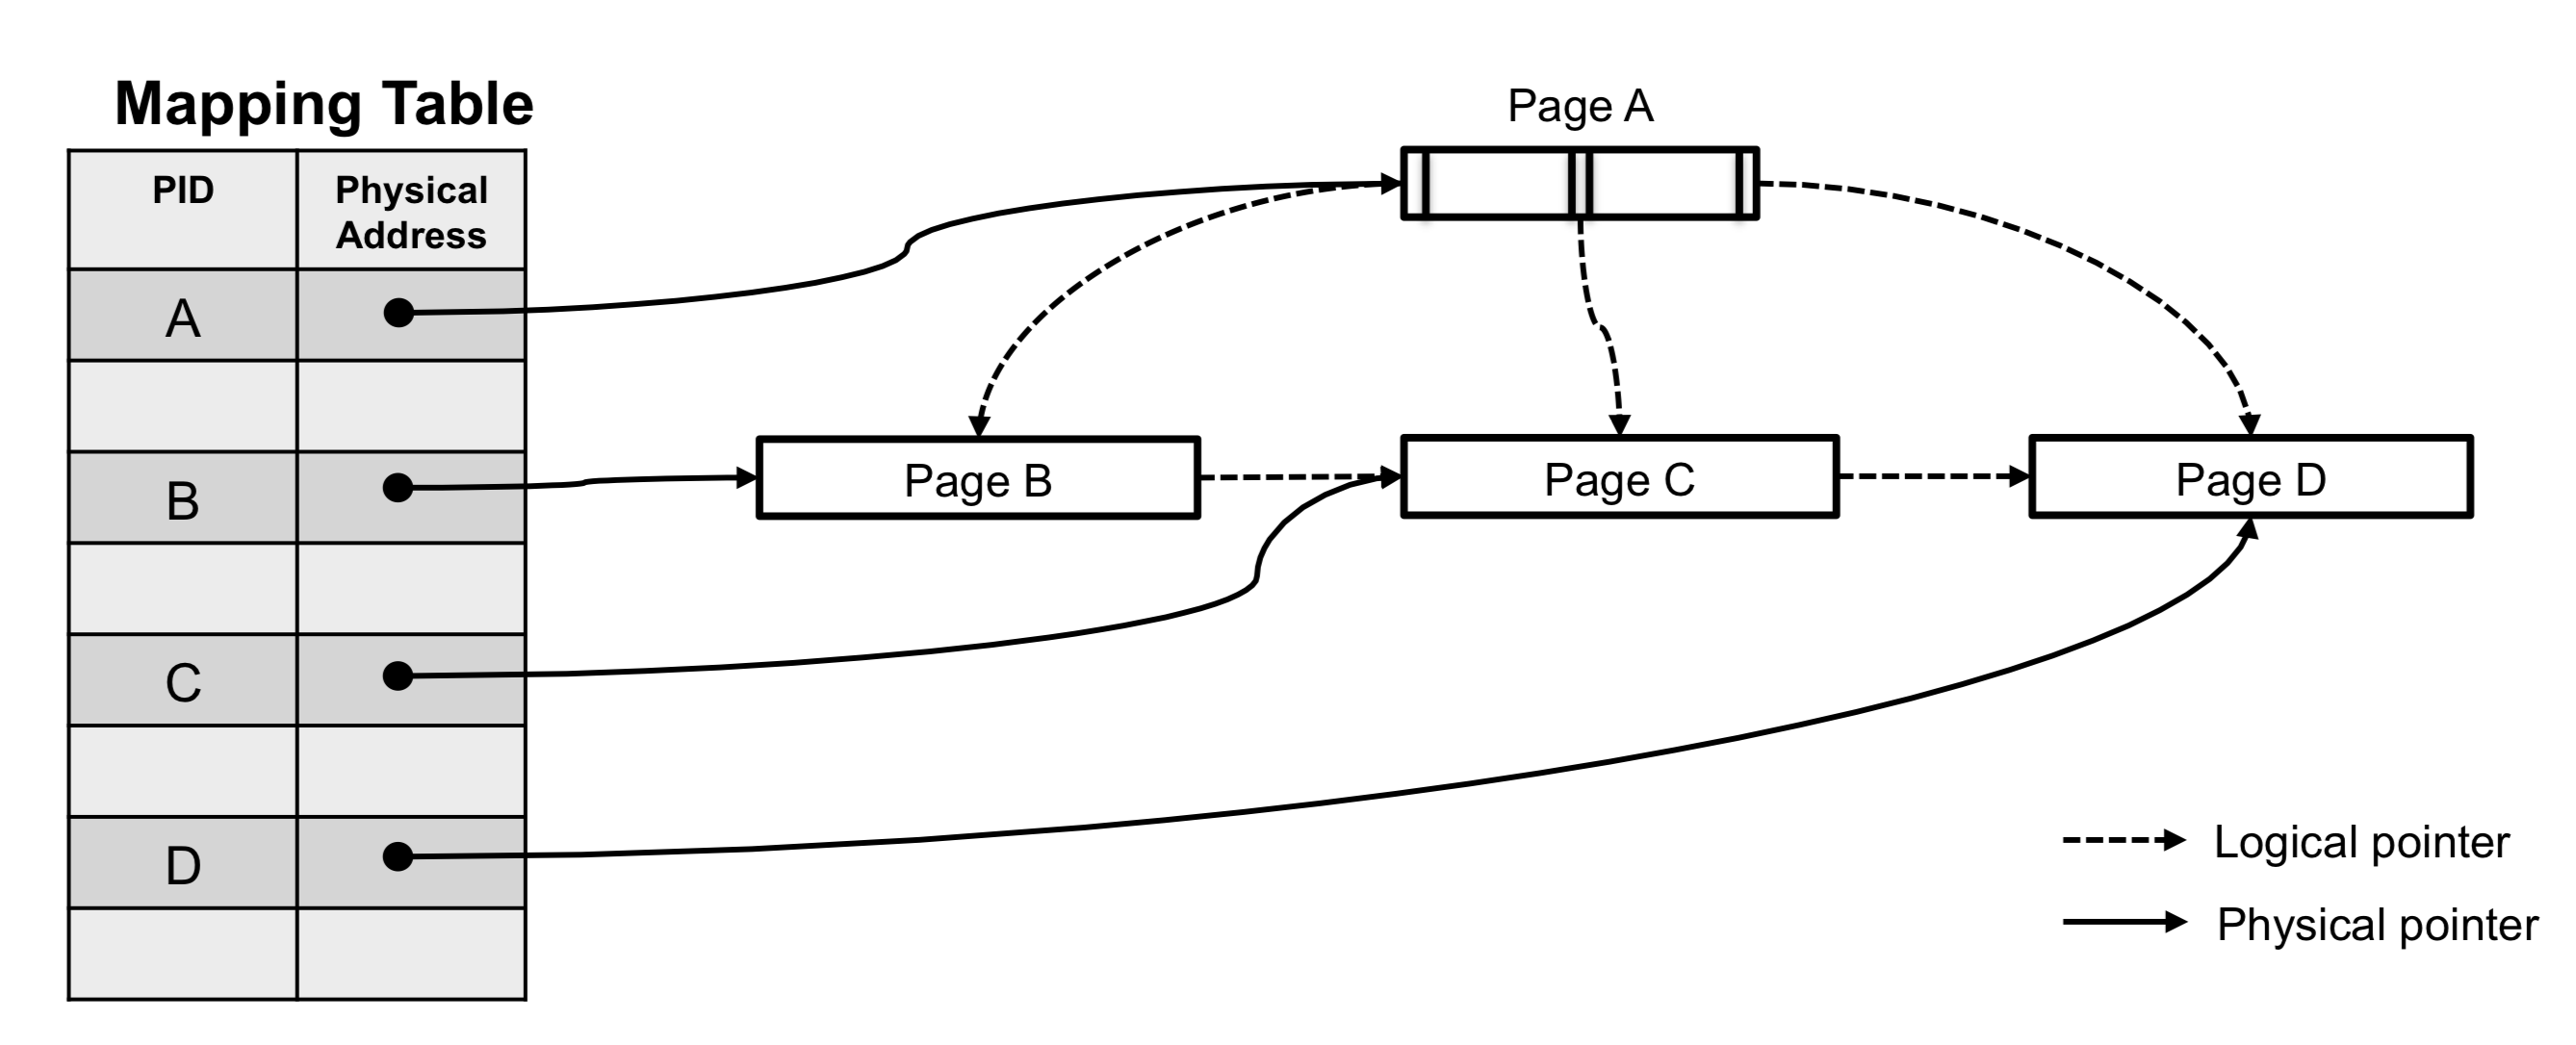 Mapping Table
PID
Physical
Address
A
B
C
D
Page A
Page B
Page C
Page D
Logical pointer
Physical pointer